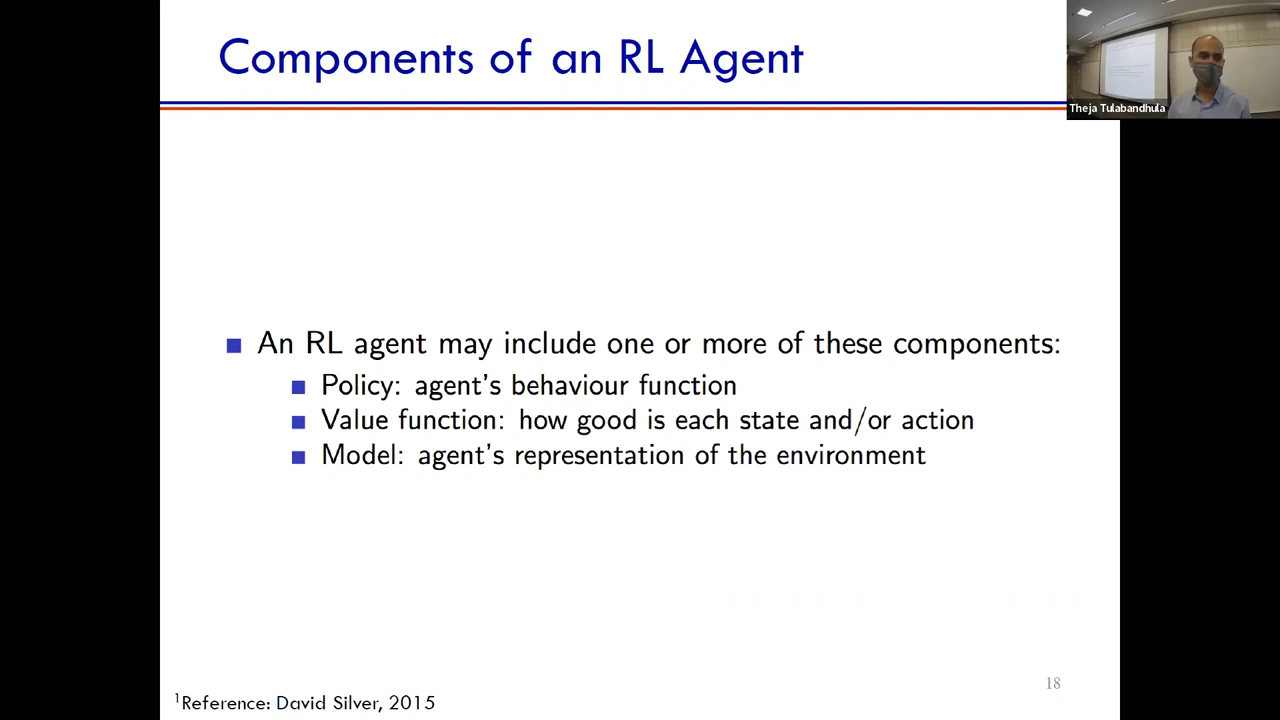 Components of an RL Agent
Theja Tulabandhula
■ An RL agent may include one or more of these components:
■ Policy: agent's behaviour function
■ Value function: how good is each state and/or action
■ Model: agent's representation of the environment
18
1Reference: David Silver, 2015